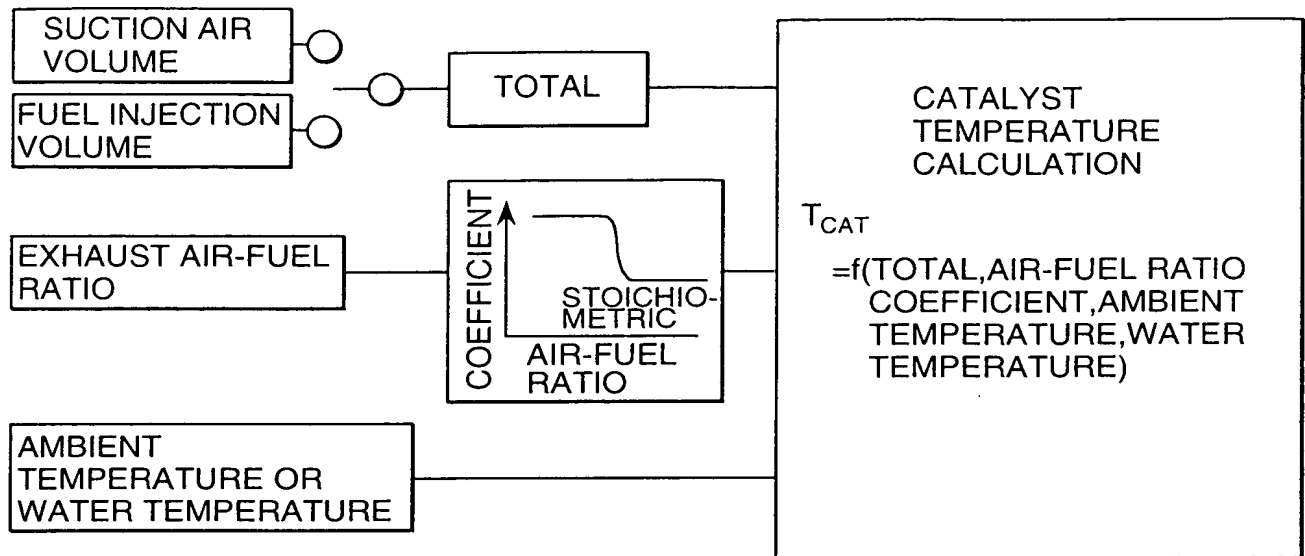 SUCTION AIR
VOLUME
FUEL INJECTION
VOLUME
TOTAL
EXHAUST AIR-FUEL
RATIO
COEFFICIENT
STOICHIO-
METRIC
AIR-FUEL
RATIO
AMBIENT
TEMPERATURE OR
WATER TEMPERATURE
CATALYST
TEMPERATURE
CALCULATION
TCAT
=f(TOTAL,AIR-FUEL RATIO
COEFFICIENT,AMBIENT
TEMPERATURE,WATER
TEMPERATURE)